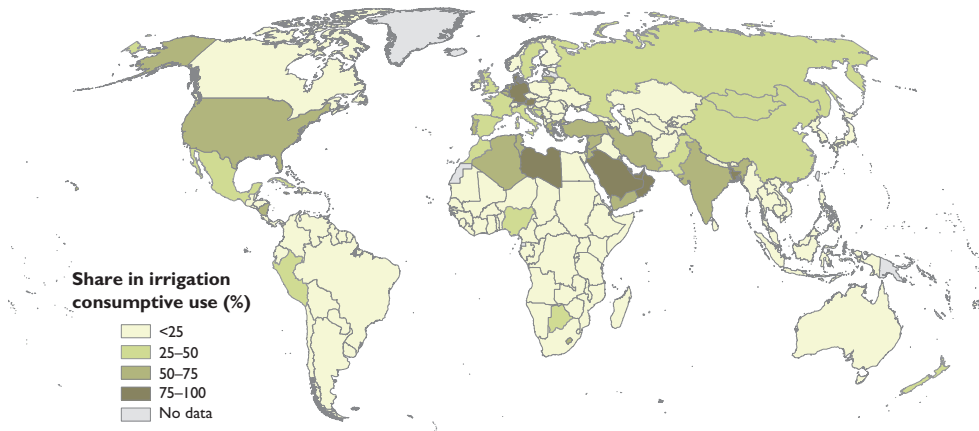 Share in irrigation
consumptive use (%)
<25
25–50
50–75
75–100
No data